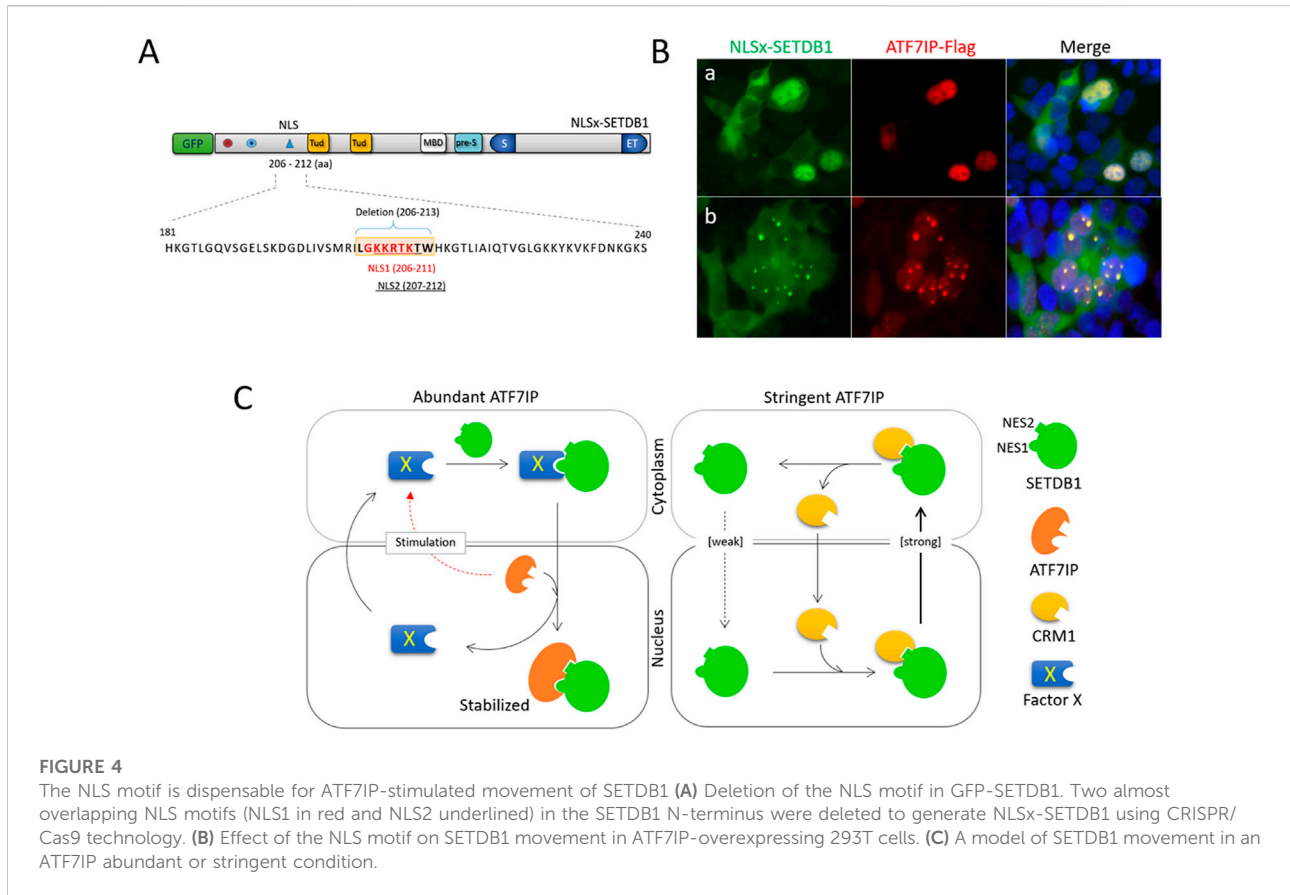 A
NLS
NLSx-SETDB1
GFP
Tud
Tud
MBD
pre-S
S
ET
206 - 212 (aa)
Deletion (206-213)
181
240
HKGTLGQVSGELSKDGDLIVSMRILGKKRTKTWHKGTLIAIQTVGLGKKYKVKFDNKGKS
NLS1 (206-211)
NLS2 (207-212)
B
NLSx-SETDB1
ATF7IP-Flag
Merge
a
b
C
Abundant ATF7IP
Stringent ATF7IP
X
X
Cytoplasm
Stimulation
[weak]
[strong]
X
Nucleus
Stabilized
NES2
NES1
SETDB1
ATF7IP
CRM1
X
Factor X
FIGURE 4
The NLS motif is dispensable for ATF7IP-stimulated movement of SETDB1 (A) Deletion of the NLS motif in GFP-SETDB1. Two almost
overlapping NLS motifs (NLS1 in red and NLS2 underlined) in the SETDB1 N-terminus were deleted to generate NLSx-SETDB1 using CRISPR/
Cas9 technology. (B) Effect of the NLS motif on SETDB1 movement in ATF7IP-overexpressing 293T cells. (C) A model of SETDB1 movement in an
ATF7IP abundant or stringent condition.